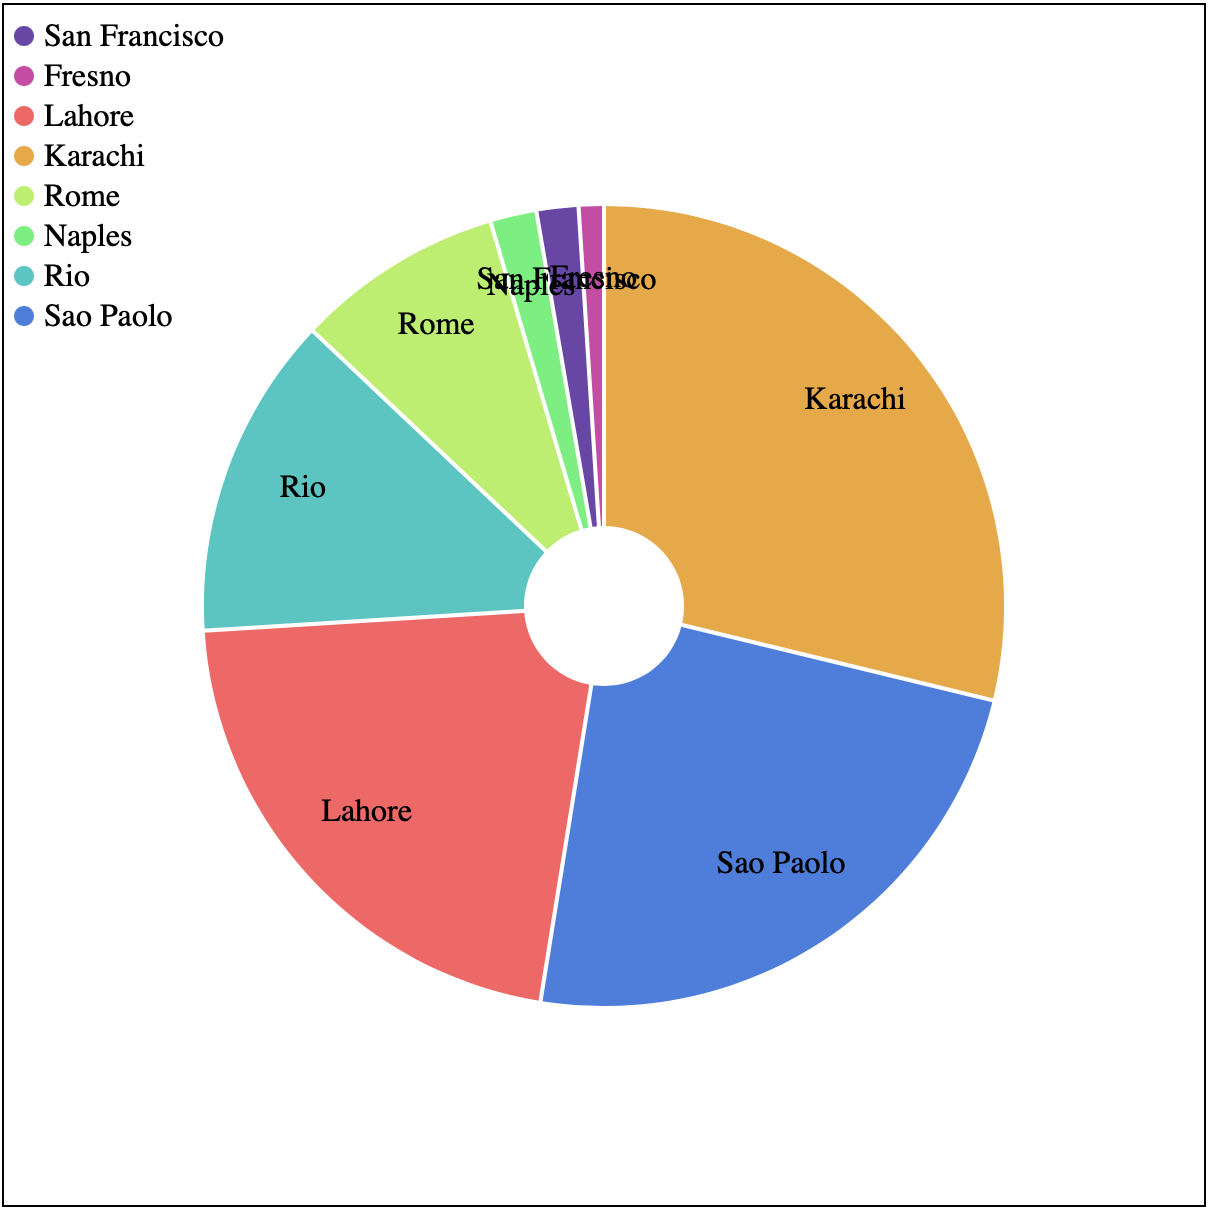 San Francisco
Fresno
Lahore
Karachi
Rome
Naples
Rio
Sao Paolo
San Francisco
Fresno
Naples
Rome
Karachi
Rio
Lahore
Sao Paolo